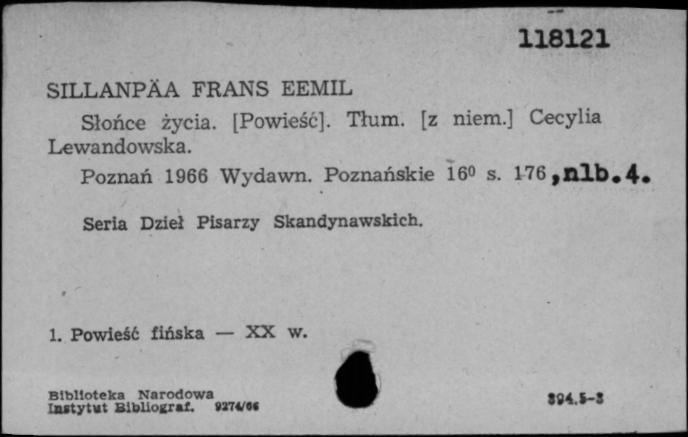 118121
SILLANPÄA FRANS EEMIL
Słońce życia. [Powieść]. Tłum. [z niem.] Cecylia
Lewandowska.
Poznań 1966 Wydawn. Poznańskie 16⁰ s. 176, nlb. 4.
Seria Dzieł Pisarzy Skandynawskich.
1. Powieść fińska — XX w.
Biblioteka Narodowa
Instytut Bibliograf. 9274/66
894.5-3